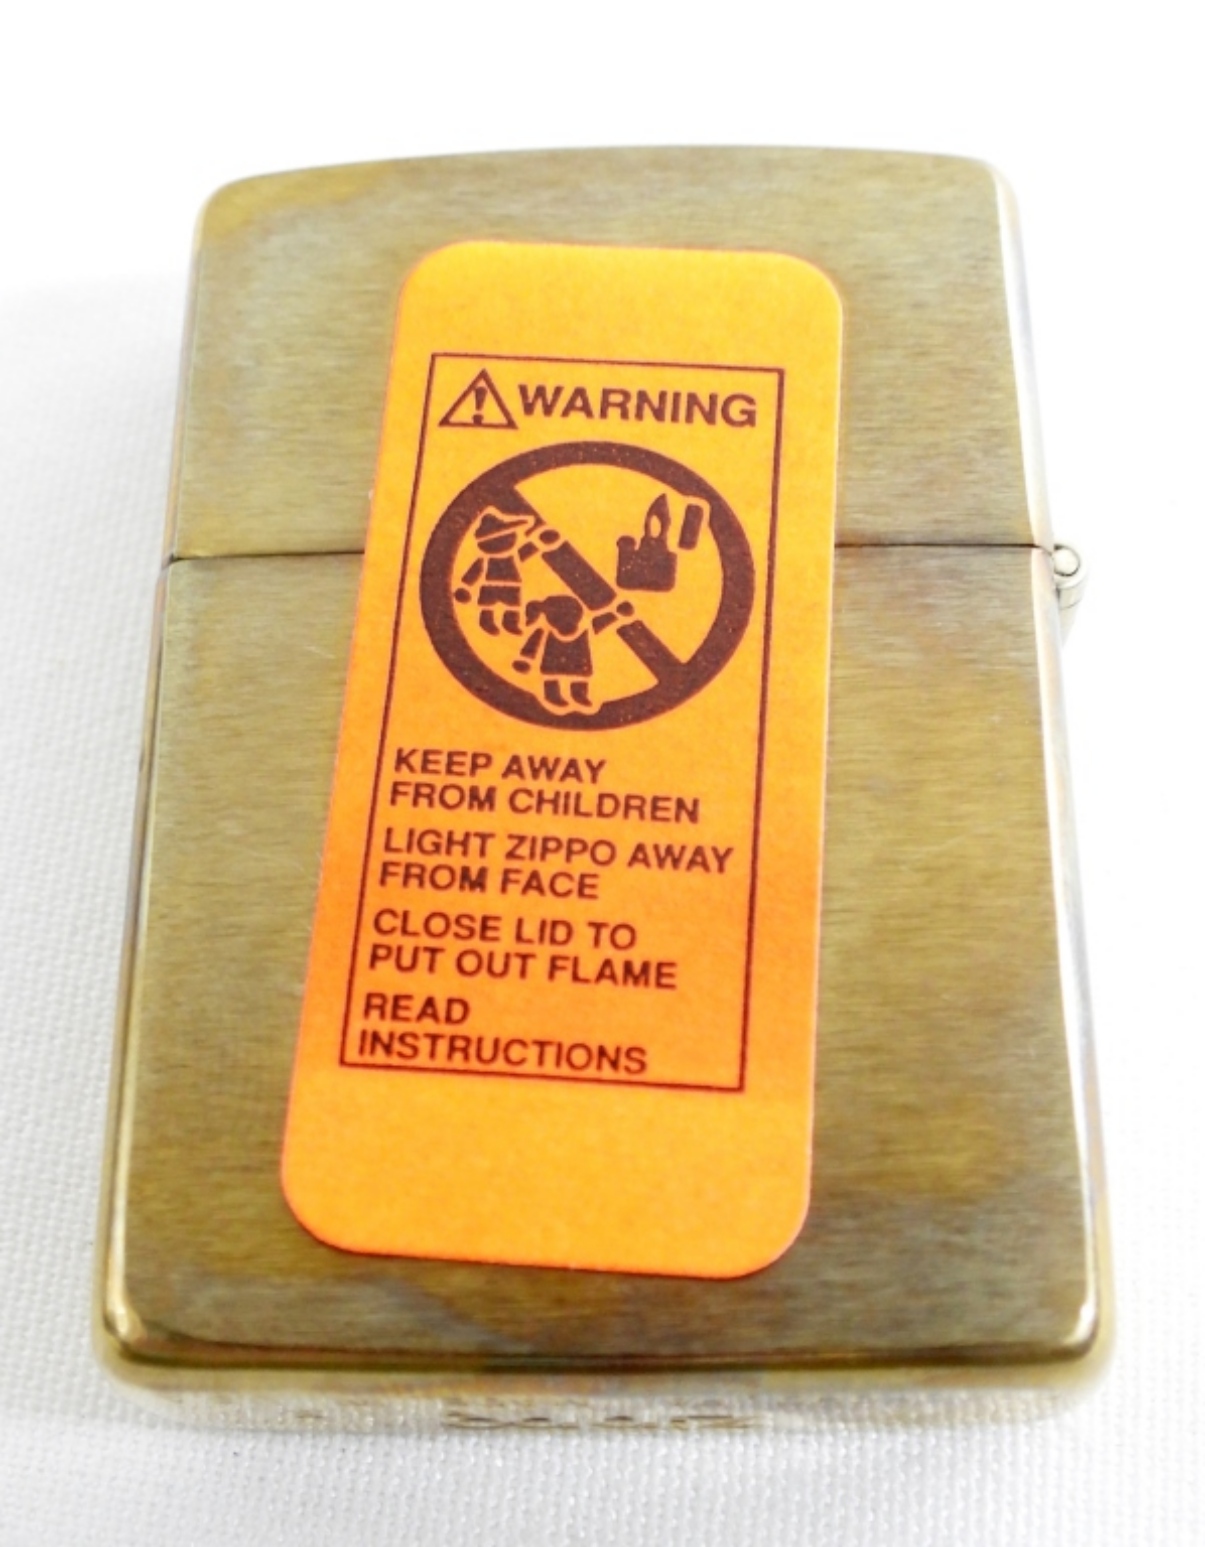 WARNING
KEEP AWAY
FROM CHILDREN
LIGHT ZIPPO AWAY
FROM FACE
CLOSE LID TO
PUT OUT FLAME
READ
INSTRUCTIONS